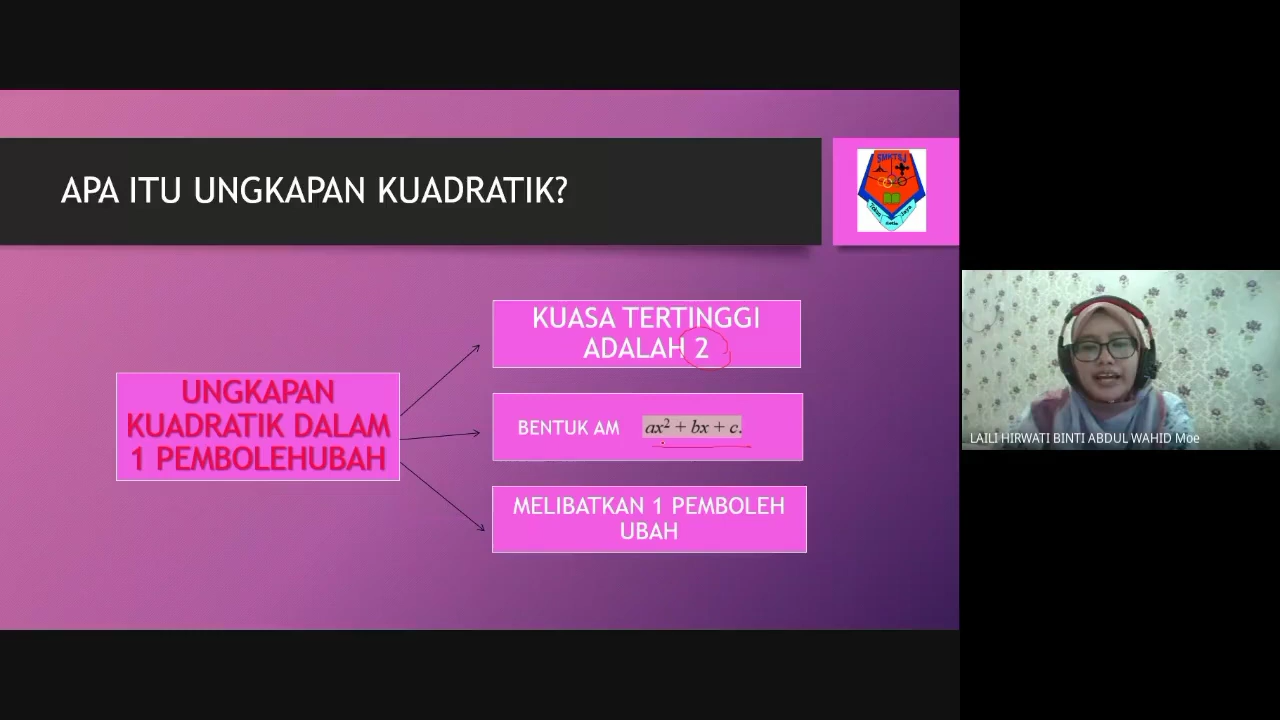 APA ITU UNGKAPAN KUADRATIK?
SMKTBJ
UNGKAPAN
KUADRATIK DALAM
1 PEMBOLEHUBAH
KUASA TERTINGGI
ADALAH 2
BENTUK AM ax² + bx + c.
MELIBATKAN 1 PEMBOLEH
UBAH
LAILI HIRWATI BINTI ABDUL WAHID Moe